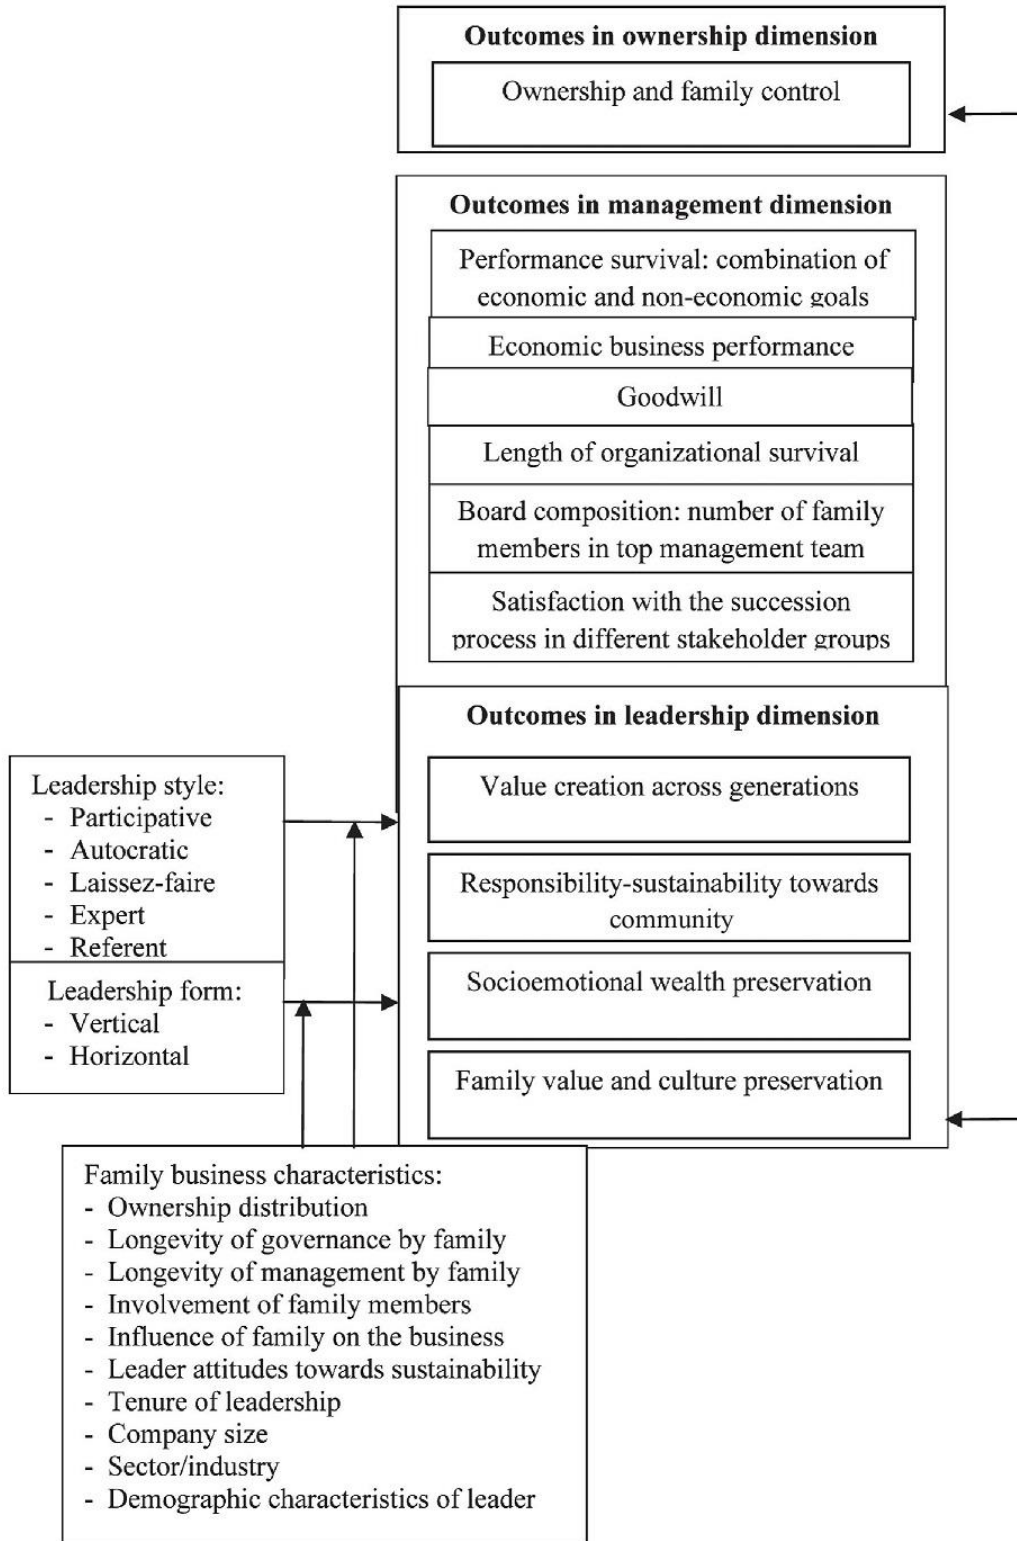 Outcomes in ownership dimension
Ownership and family control
Outcomes in management dimension
Performance survival: combination of
economic and non-economic goals
Economic business performance
Goodwill
Length of organizational survival
Board composition: number of family
members in top management team
Satisfaction with the succession
process in different stakeholder groups
Outcomes in leadership dimension
Value creation across generations
Responsibility-sustainability towards
community
Socioemotional wealth preservation
Family value and culture preservation
Leadership style:
- Participative
- Autocratic
- Laissez-faire
- Expert
- Referent
Leadership form:
- Vertical
- Horizontal
Family business characteristics:
- Ownership distribution
- Longevity of governance by family
- Longevity of management by family
- Involvement of family members
- Influence of family on the business
- Leader attitudes towards sustainability
- Tenure of leadership
- Company size
- Sector/industry
- Demographic characteristics of leader